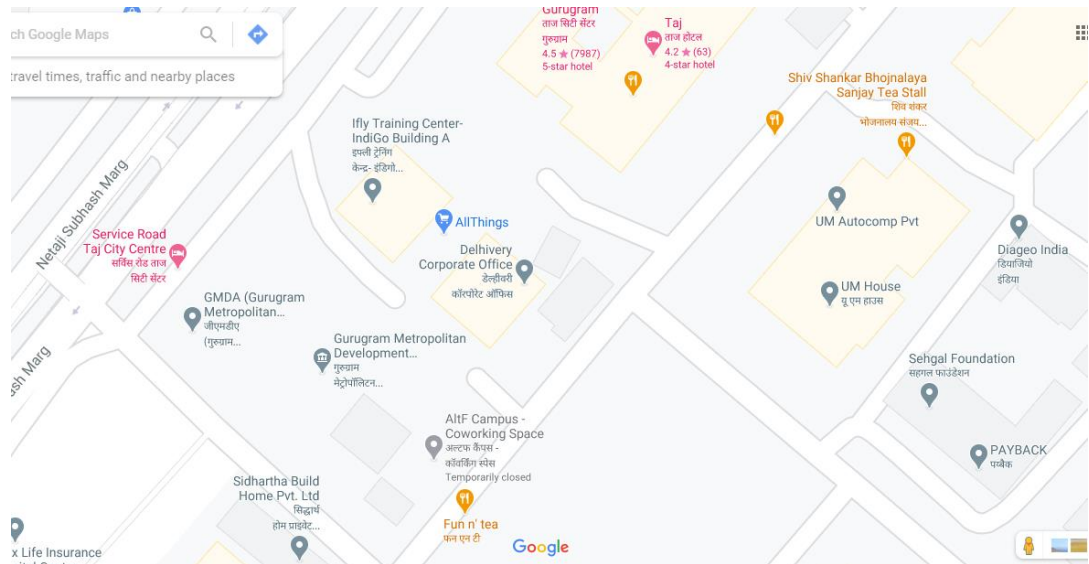 ch Google Maps
travel times, traffic and nearby places
Gurugram
ताज सिटी सेंटर
गुरुग्राम
4.5 ★ (7987)
5-star hotel
Taj
ताज होटल
4.2 ★ (63)
4-star hotel
Shiv Shankar Bhojnalaya
Sanjay Tea Stall
शिव शंकर
भोजनालय संजय...
Ifly Training Center-
IndiGo Building A
इफ्ली ट्रेनिंग
केन्द्र- इंडिगो...
Netaji Subhash Marg
AllThings
UM Autocomp Pvt
Service Road
Taj City Centre
सर्विस रोड ताज
सिटी सेंटर
Delhivery
Corporate Office
डेल्हीवरी
कॉरपोरेट ऑफिस
Diageo India
डियाजियो
इंडिया
GMDA (Gurugram
Metropolitan...
जीएमडीए
(गुरुग्राम...
UM House
यू एम हाउस
Gurugram Metropolitan
Development...
गुरुग्राम
मेट्रोपॉलिटन...
ash Marg
Sehgal Foundation
सहगल फाउंडेशन
AltF Campus -
Coworking Space
अल्टफ कैंपस -
कॉवर्किंग स्पेस
Temporarily closed
PAYBACK
पय्बैक
Sidhartha Build
Home Pvt. Ltd
सिद्धार्थ
होम प्राइवेट...
Fun n' tea
फन एन टी
Google
x Life Insurance